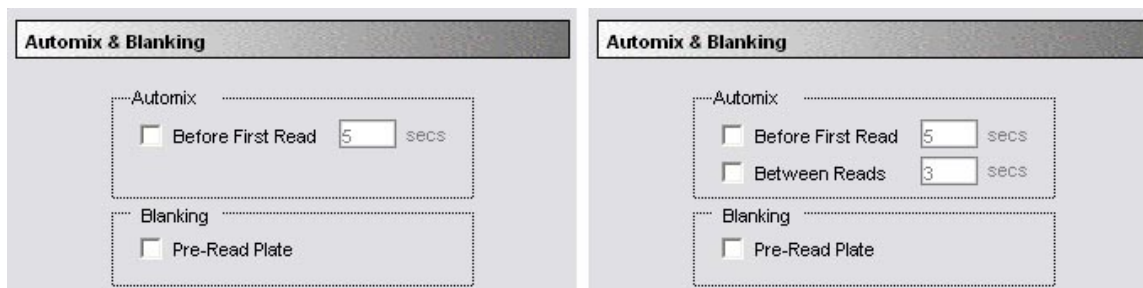 Automix & Blanking
Automix
Before First Read 5 secs
Blanking
Pre-Read Plate
Automix & Blanking
Automix
Before First Read 5 secs
Between Reads 3 secs
Blanking
Pre-Read Plate